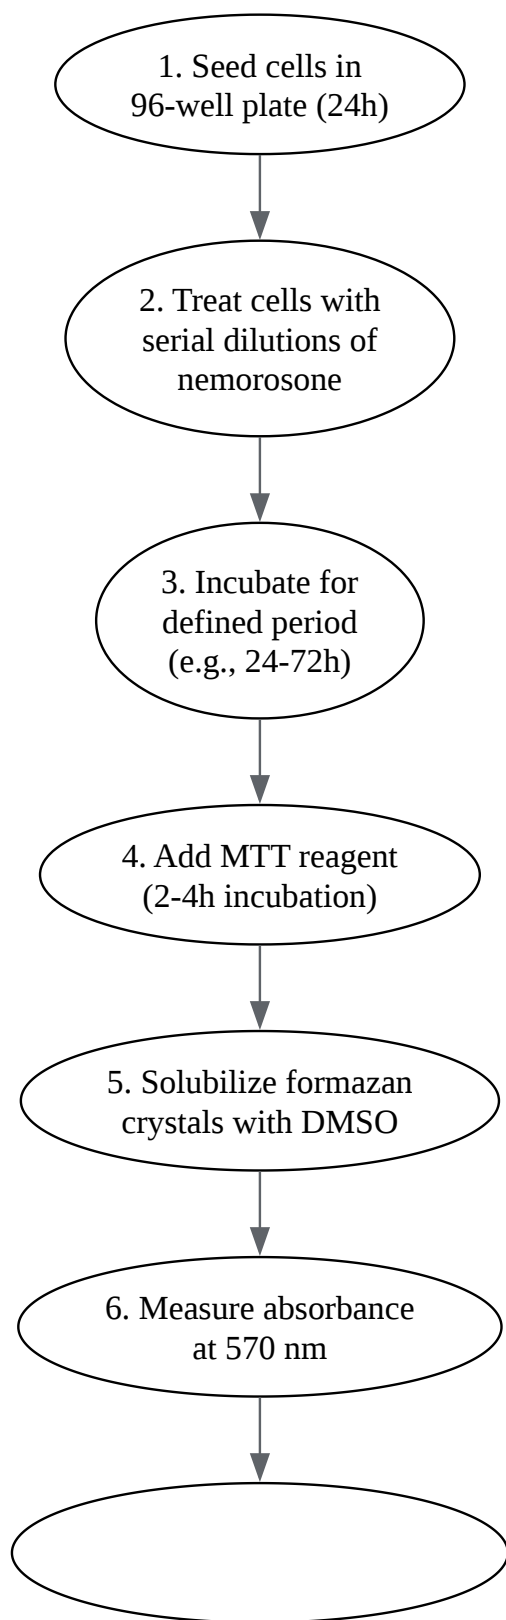 1. Seed cells in
96-well plate (24h)
2. Treat cells with
serial dilutions of
nemorosone
3. Incubate for
defined period
(e.g., 24-72h)
4. Add MTT reagent
(2-4h incubation)
5. Solubilize formazan
crystals with DMSO
6. Measure absorbance
at 570 nm